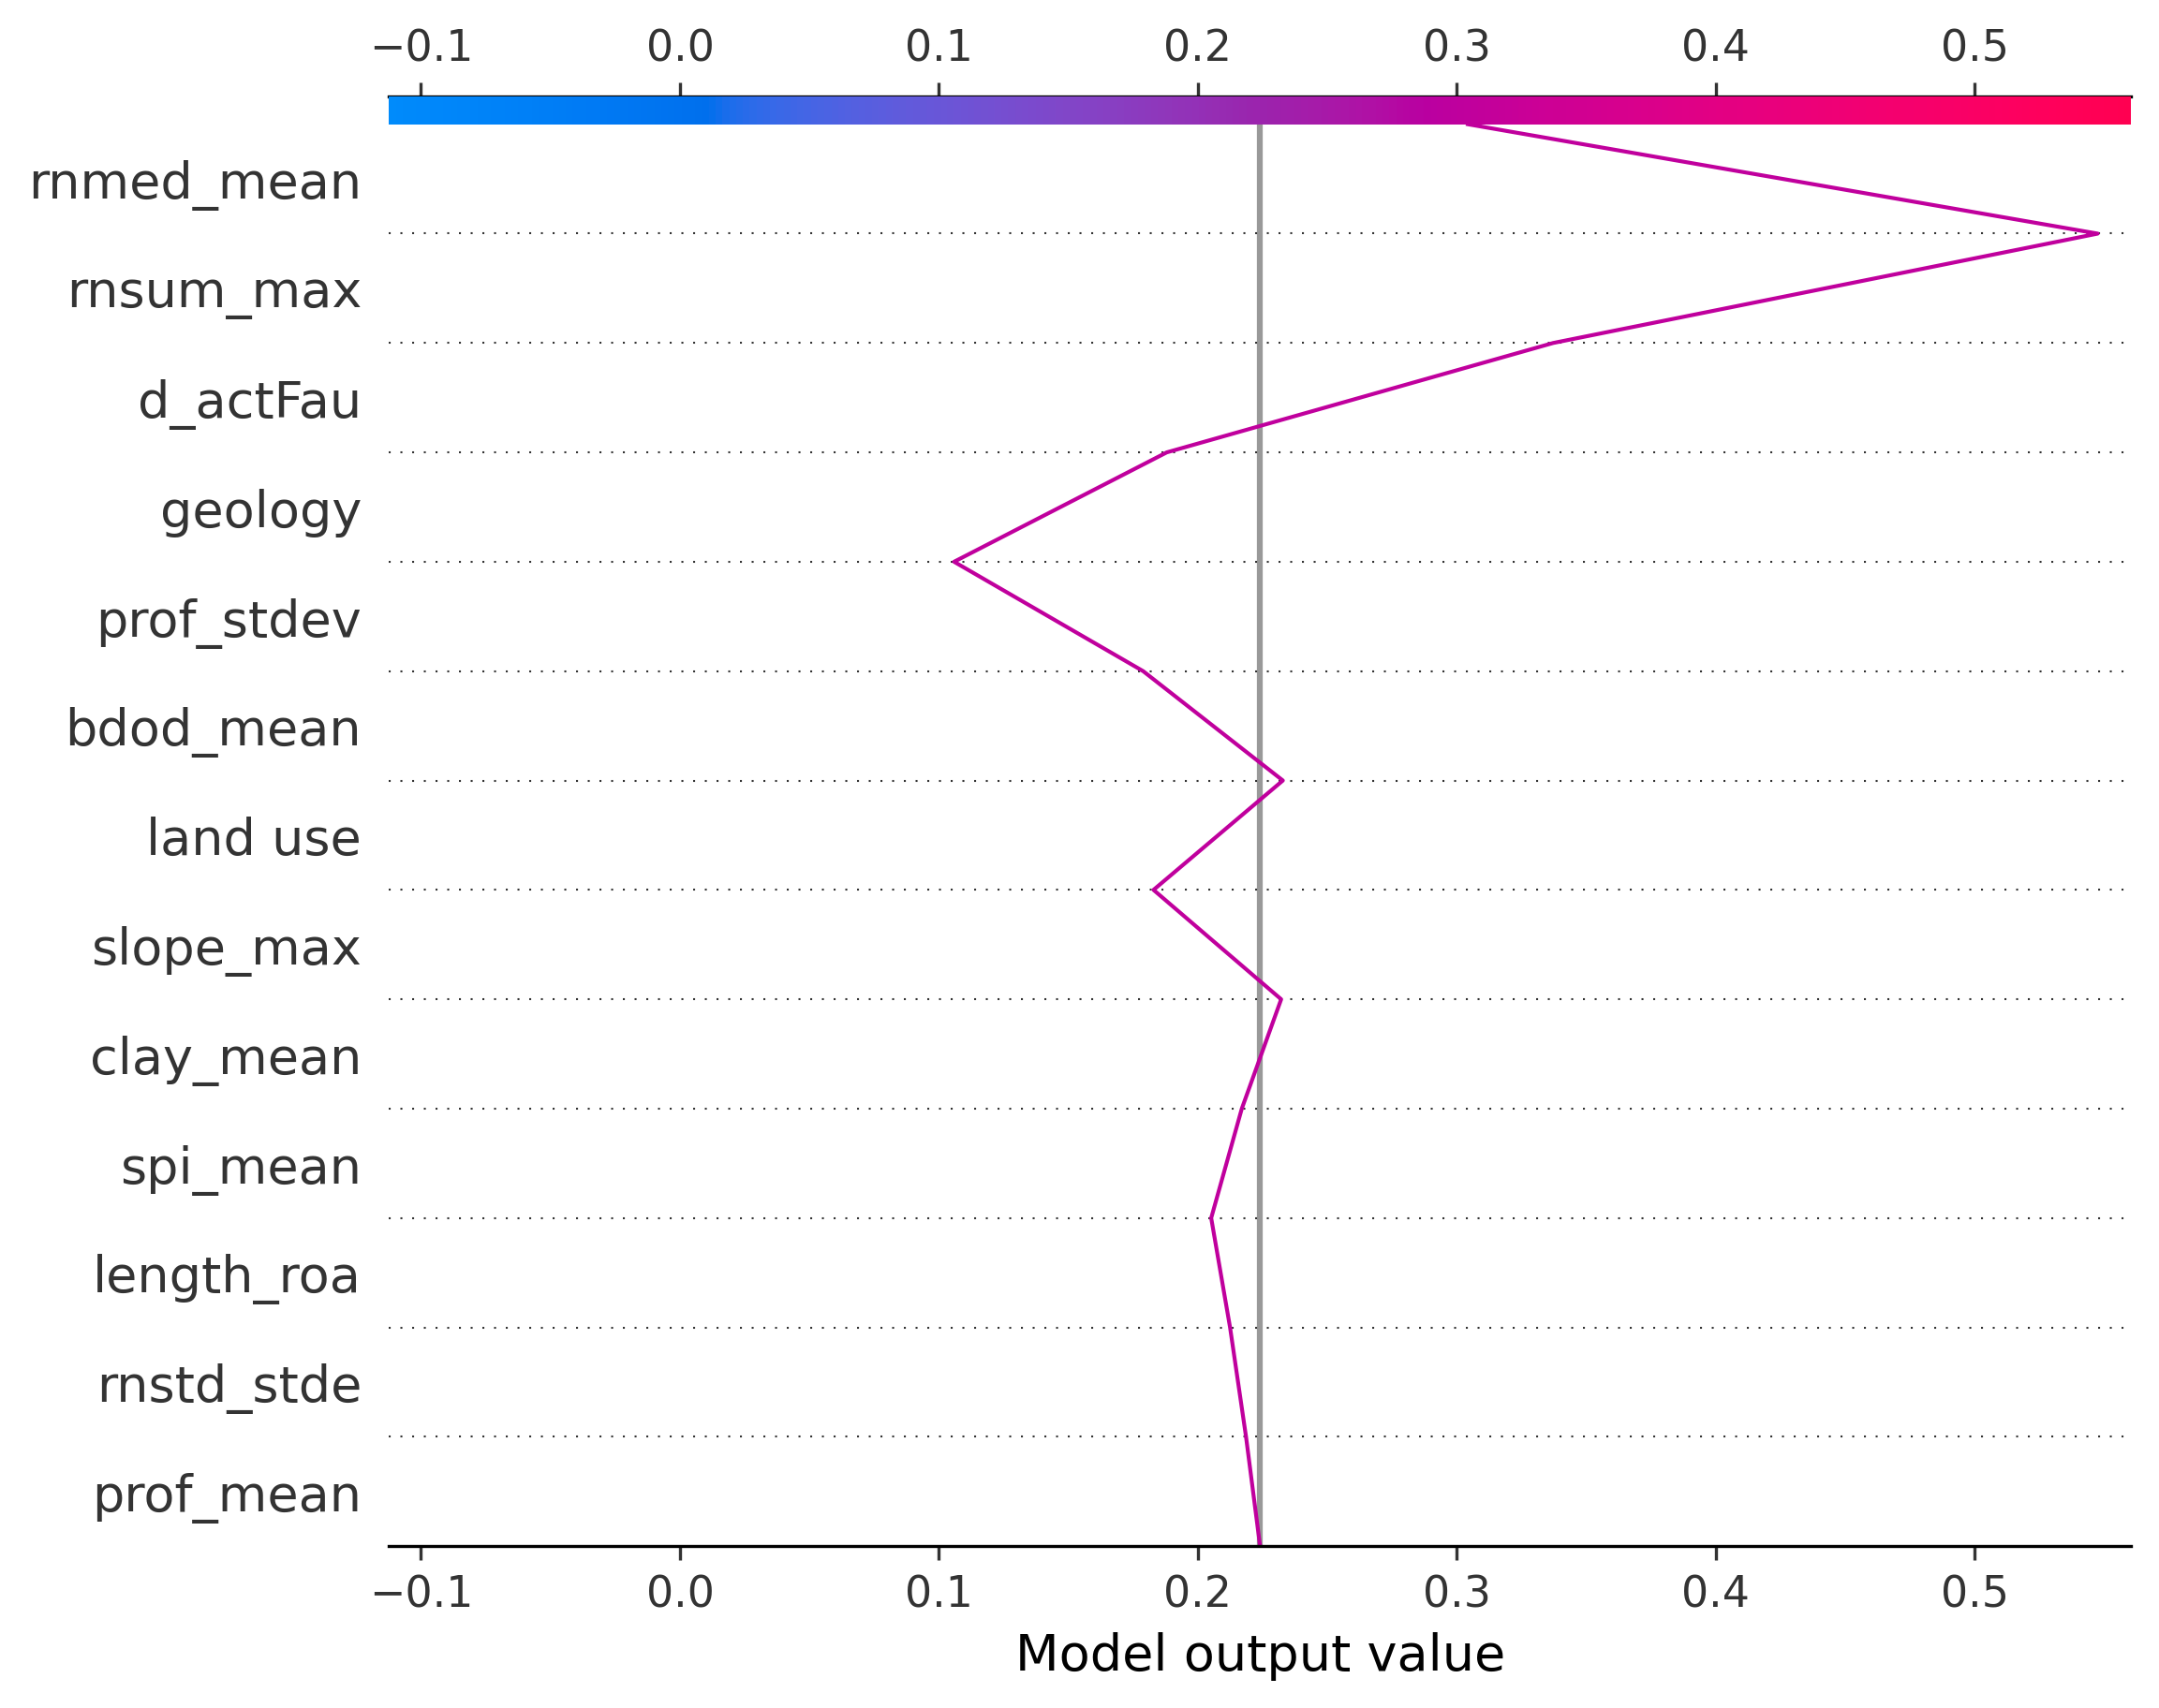 −0.1 0.0 0.1 0.2 0.3 0.4 0.5
rnmed_mean
rnsum_max
d_actFau
geology
prof_stdev
bdod_mean
land use
slope_max
clay_mean
spi_mean
length_roa
rnstd_stde
prof_mean
−0.1 0.0 0.1 0.2 0.3 0.4 0.5
Model output value